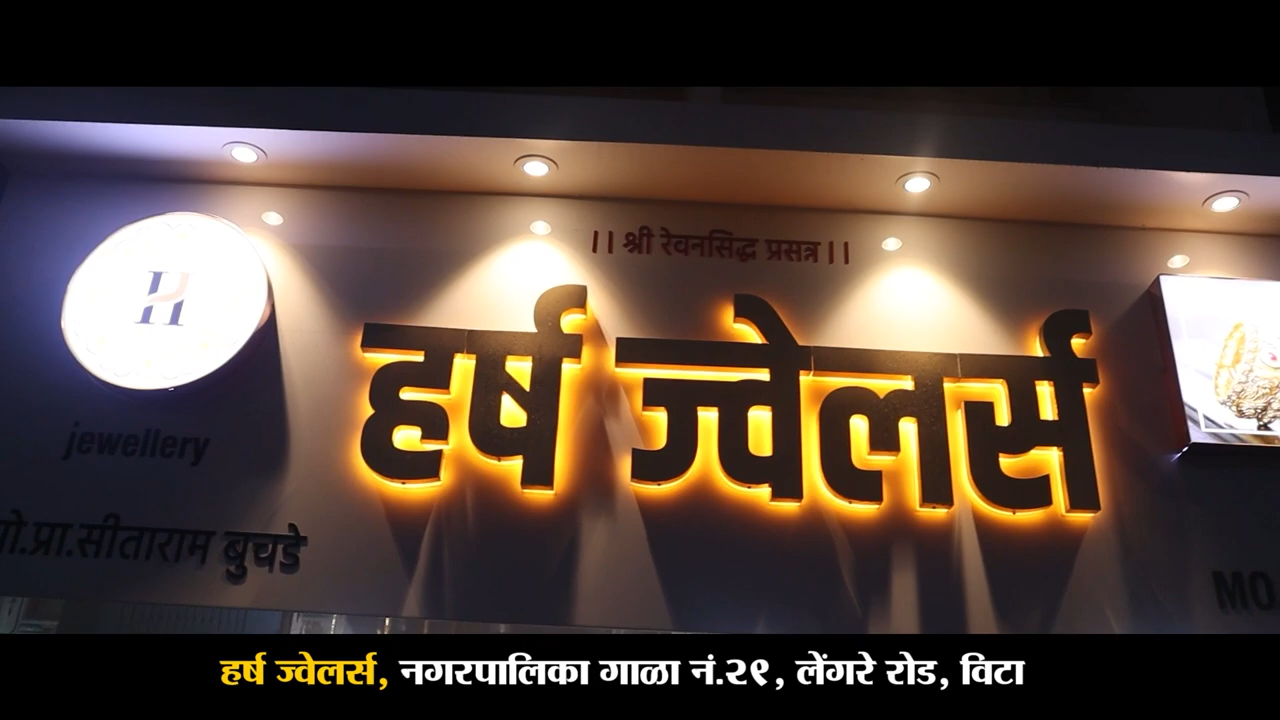 ।। श्री रेवनसिद्ध प्रसन्न ।।
H
हर्ष ज्वेलर्स
jewellery
प्रो.प्रा.सीताराम बुचडे
हर्ष ज्वेलर्स, नगरपालिका गाळा नं.२९, लेंगरे रोड, विटा